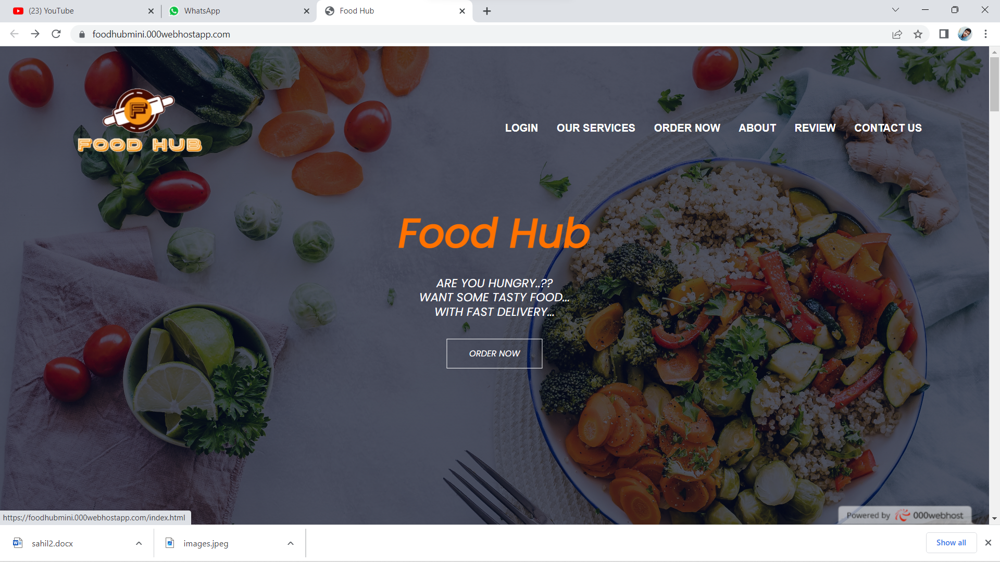 (23) YouTube
WhatsApp
Food Hub
foodhubmini.000webhostapp.com
F
FOOD HUB
LOGIN OUR SERVICES ORDER NOW ABOUT REVIEW CONTACT US
Food Hub
ARE YOU HUNGRY..??
WANT SOME TASTY FOOD...
WITH FAST DELIVERY...
ORDER NOW
https://foodhubmini.000webhostapp.com/index.html
Powered by 000webhost
sahil2.docx
images.jpeg
Show all